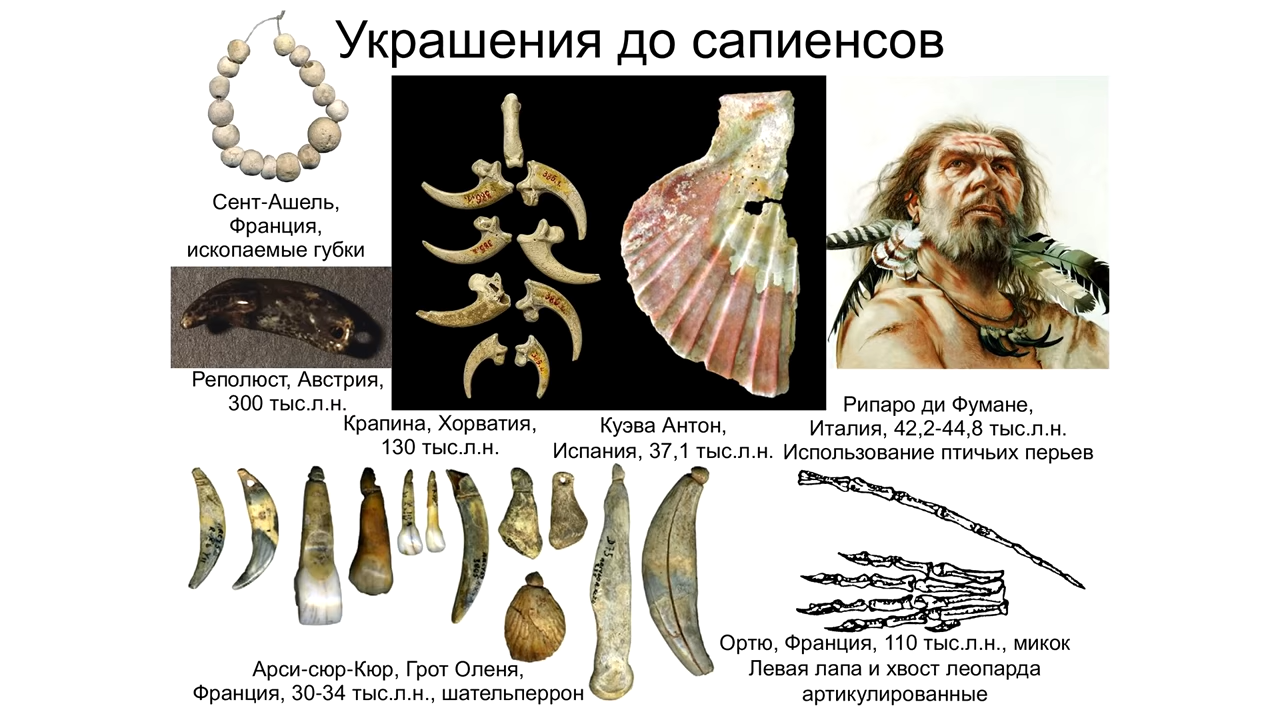 Украшения до сапиенсов
Сент-Ашель,
Франция,
ископаемые губки
Реполюст, Австрия,
300 тыс.л.н.
Крапина, Хорватия,
130 тыс.л.н.
Куэва Антон,
Испания, 37,1 тыс.л.н.
Рипаро ди Фумане,
Италия, 42,2-44,8 тыс.л.н.
Использование птичьих перьев
Арси-сюр-Кюр, Грот Оленя,
Франция, 30-34 тыс.л.н., шательперрон
Ортю, Франция, 110 тыс.л.н., микок
Левая лапа и хвост леопарда
артикулированные